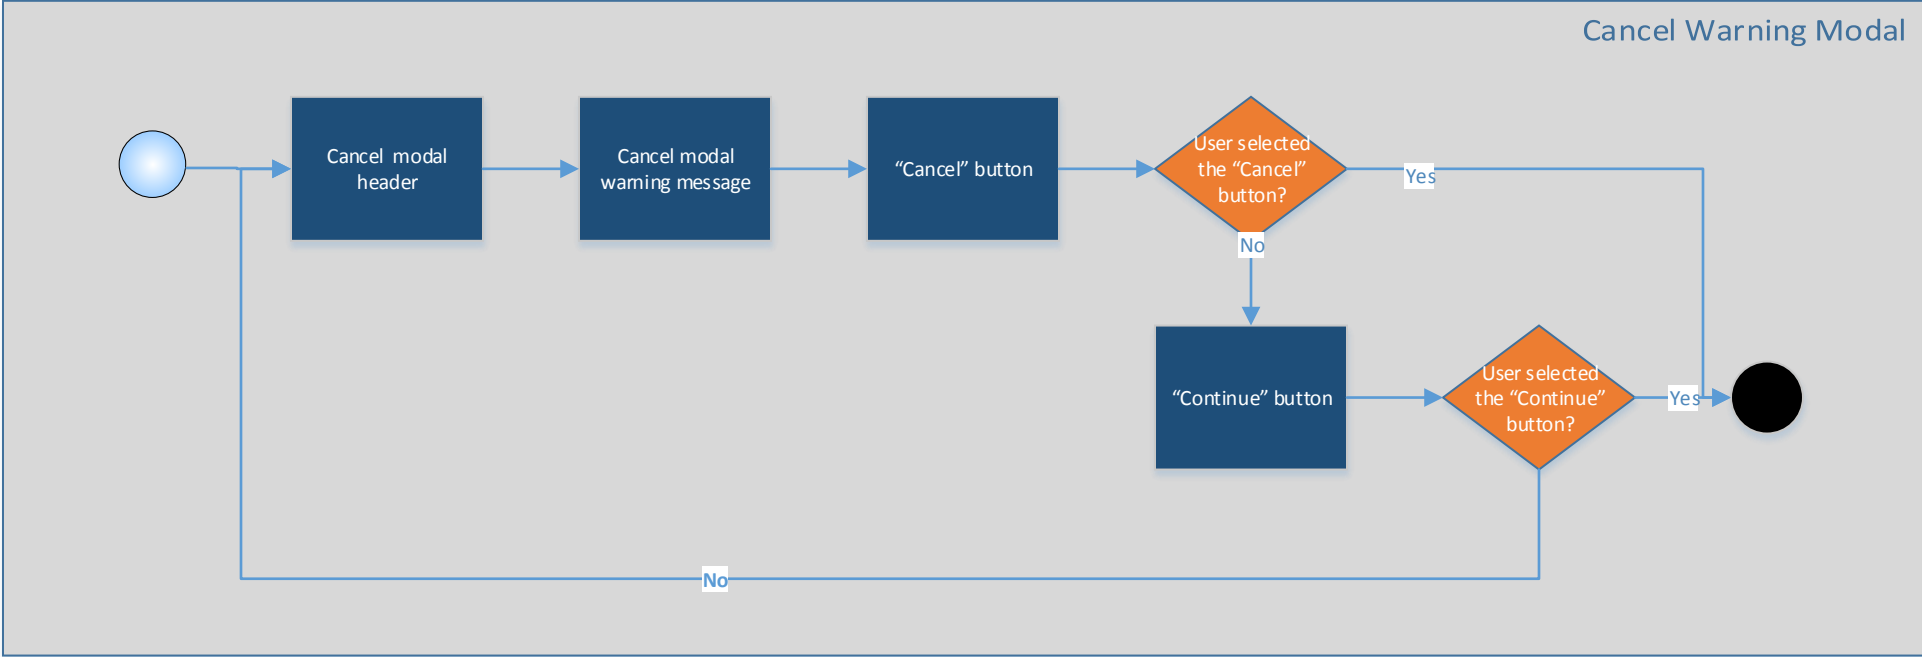 Cancel Warning Modal
Cancel modal
header
Cancel modal
warning message
“Cancel” button
User selected
the “Cancel”
button?
Yes
No
“Continue” button
User selected
the “Continue”
button?
Yes
No